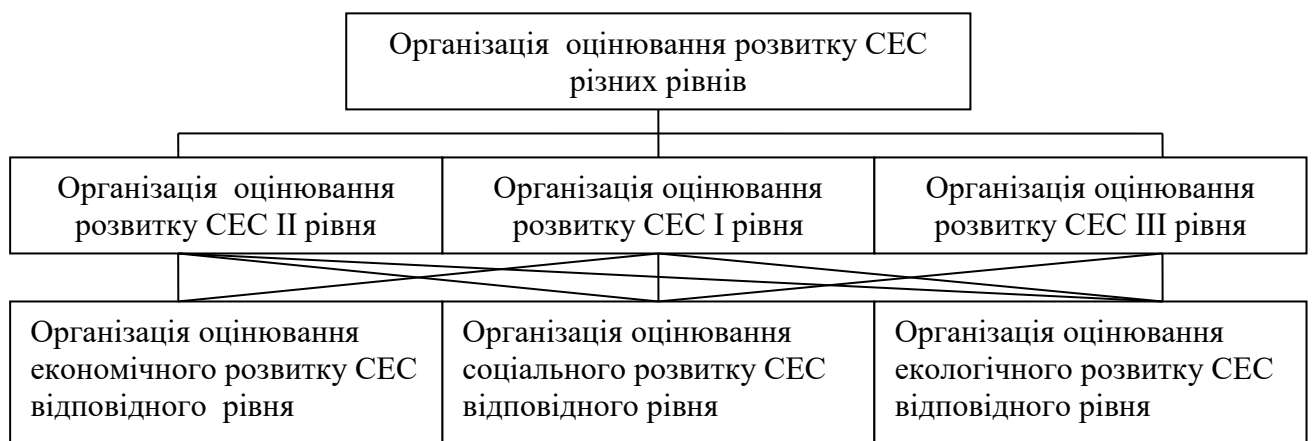 Організація оцінювання розвитку СЕС
різних рівнів
Організація оцінювання
розвитку СЕС ІІ рівня
Організація оцінювання
розвитку СЕС І рівня
Організація оцінювання
розвитку СЕС ІІІ рівня
Організація оцінювання
економічного розвитку СЕС
відповідного рівня
Організація оцінювання
соціального розвитку СЕС
відповідного рівня
Організація оцінювання
екологічного розвитку СЕС
відповідного рівня